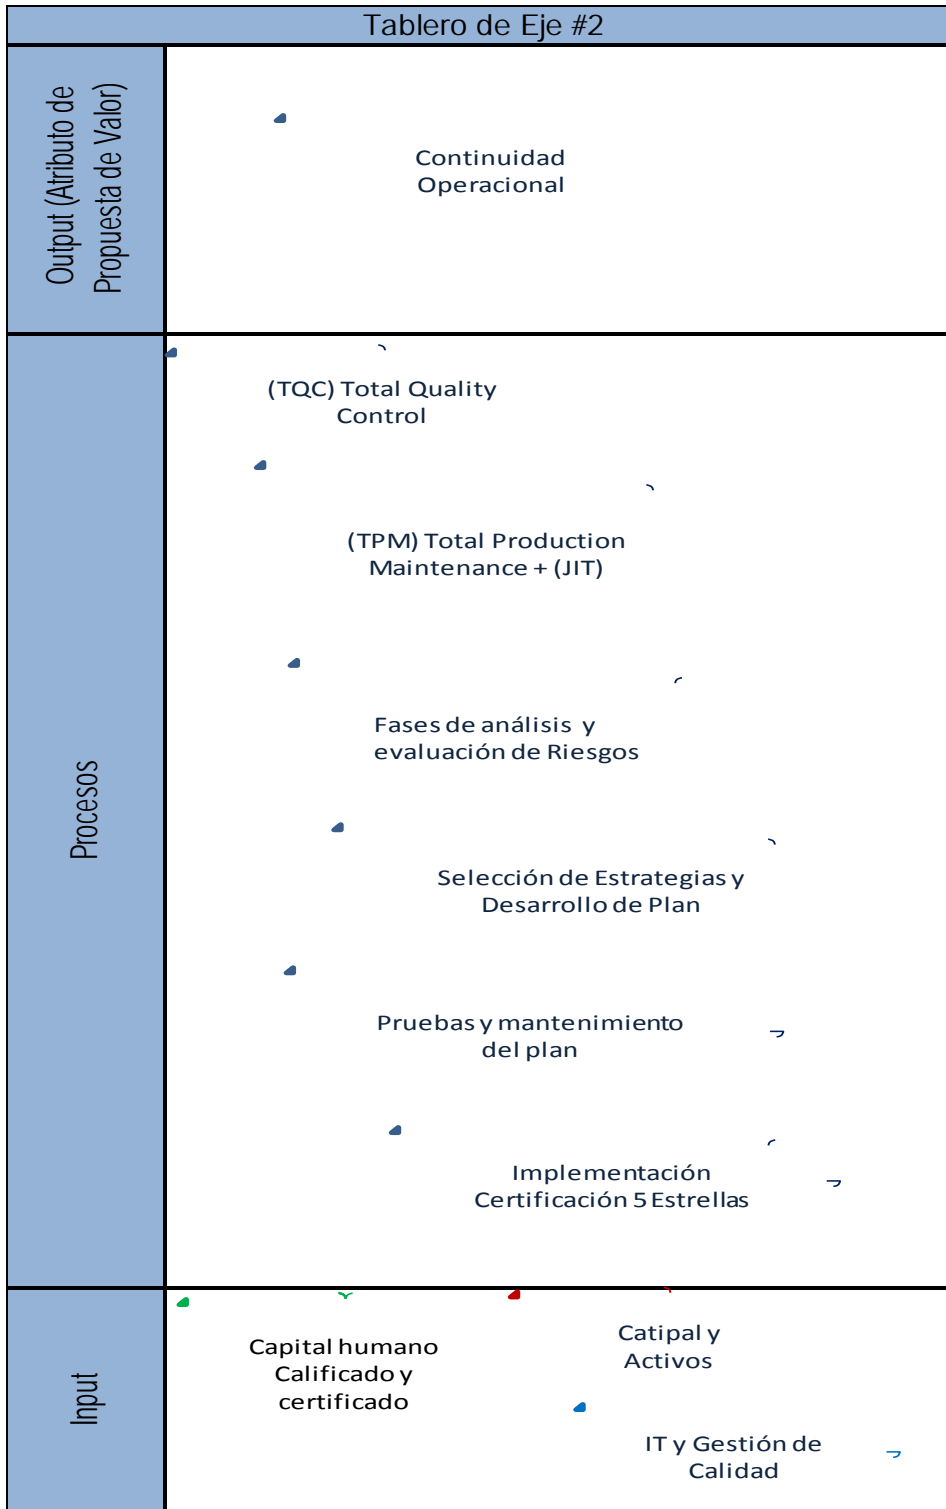 Tablero de Eje #2
Output (Atributo de
Propuesta de Valor)
Continuidad
Operacional
Procesos
(TQC) Total Quality
Control
(TPM) Total Production
Maintenance + (JIT)
Fases de análisis y
evaluación de Riesgos
Selección de Estrategias y
Desarrollo de Plan
Pruebas y mantenimiento
del plan
Implementación
Certificación 5 Estrellas
Input
Capital humano
Calificado y
certificado
Catipal y
Activos
IT y Gestión de
Calidad